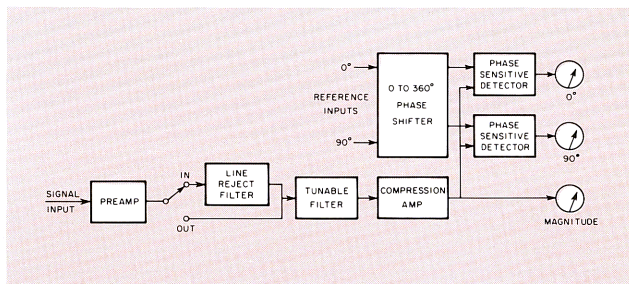 0°
REFERENCE
INPUTS
90°
0 TO 360°
PHASE
SHIFTER
PHASE
SENSITIVE
DETECTOR
0°
PHASE
SENSITIVE
DETECTOR
90°
SIGNAL
INPUT
PREAMP
IN
OUT
LINE
REJECT
FILTER
TUNABLE
FILTER
COMPRESSION
AMP
MAGNITUDE